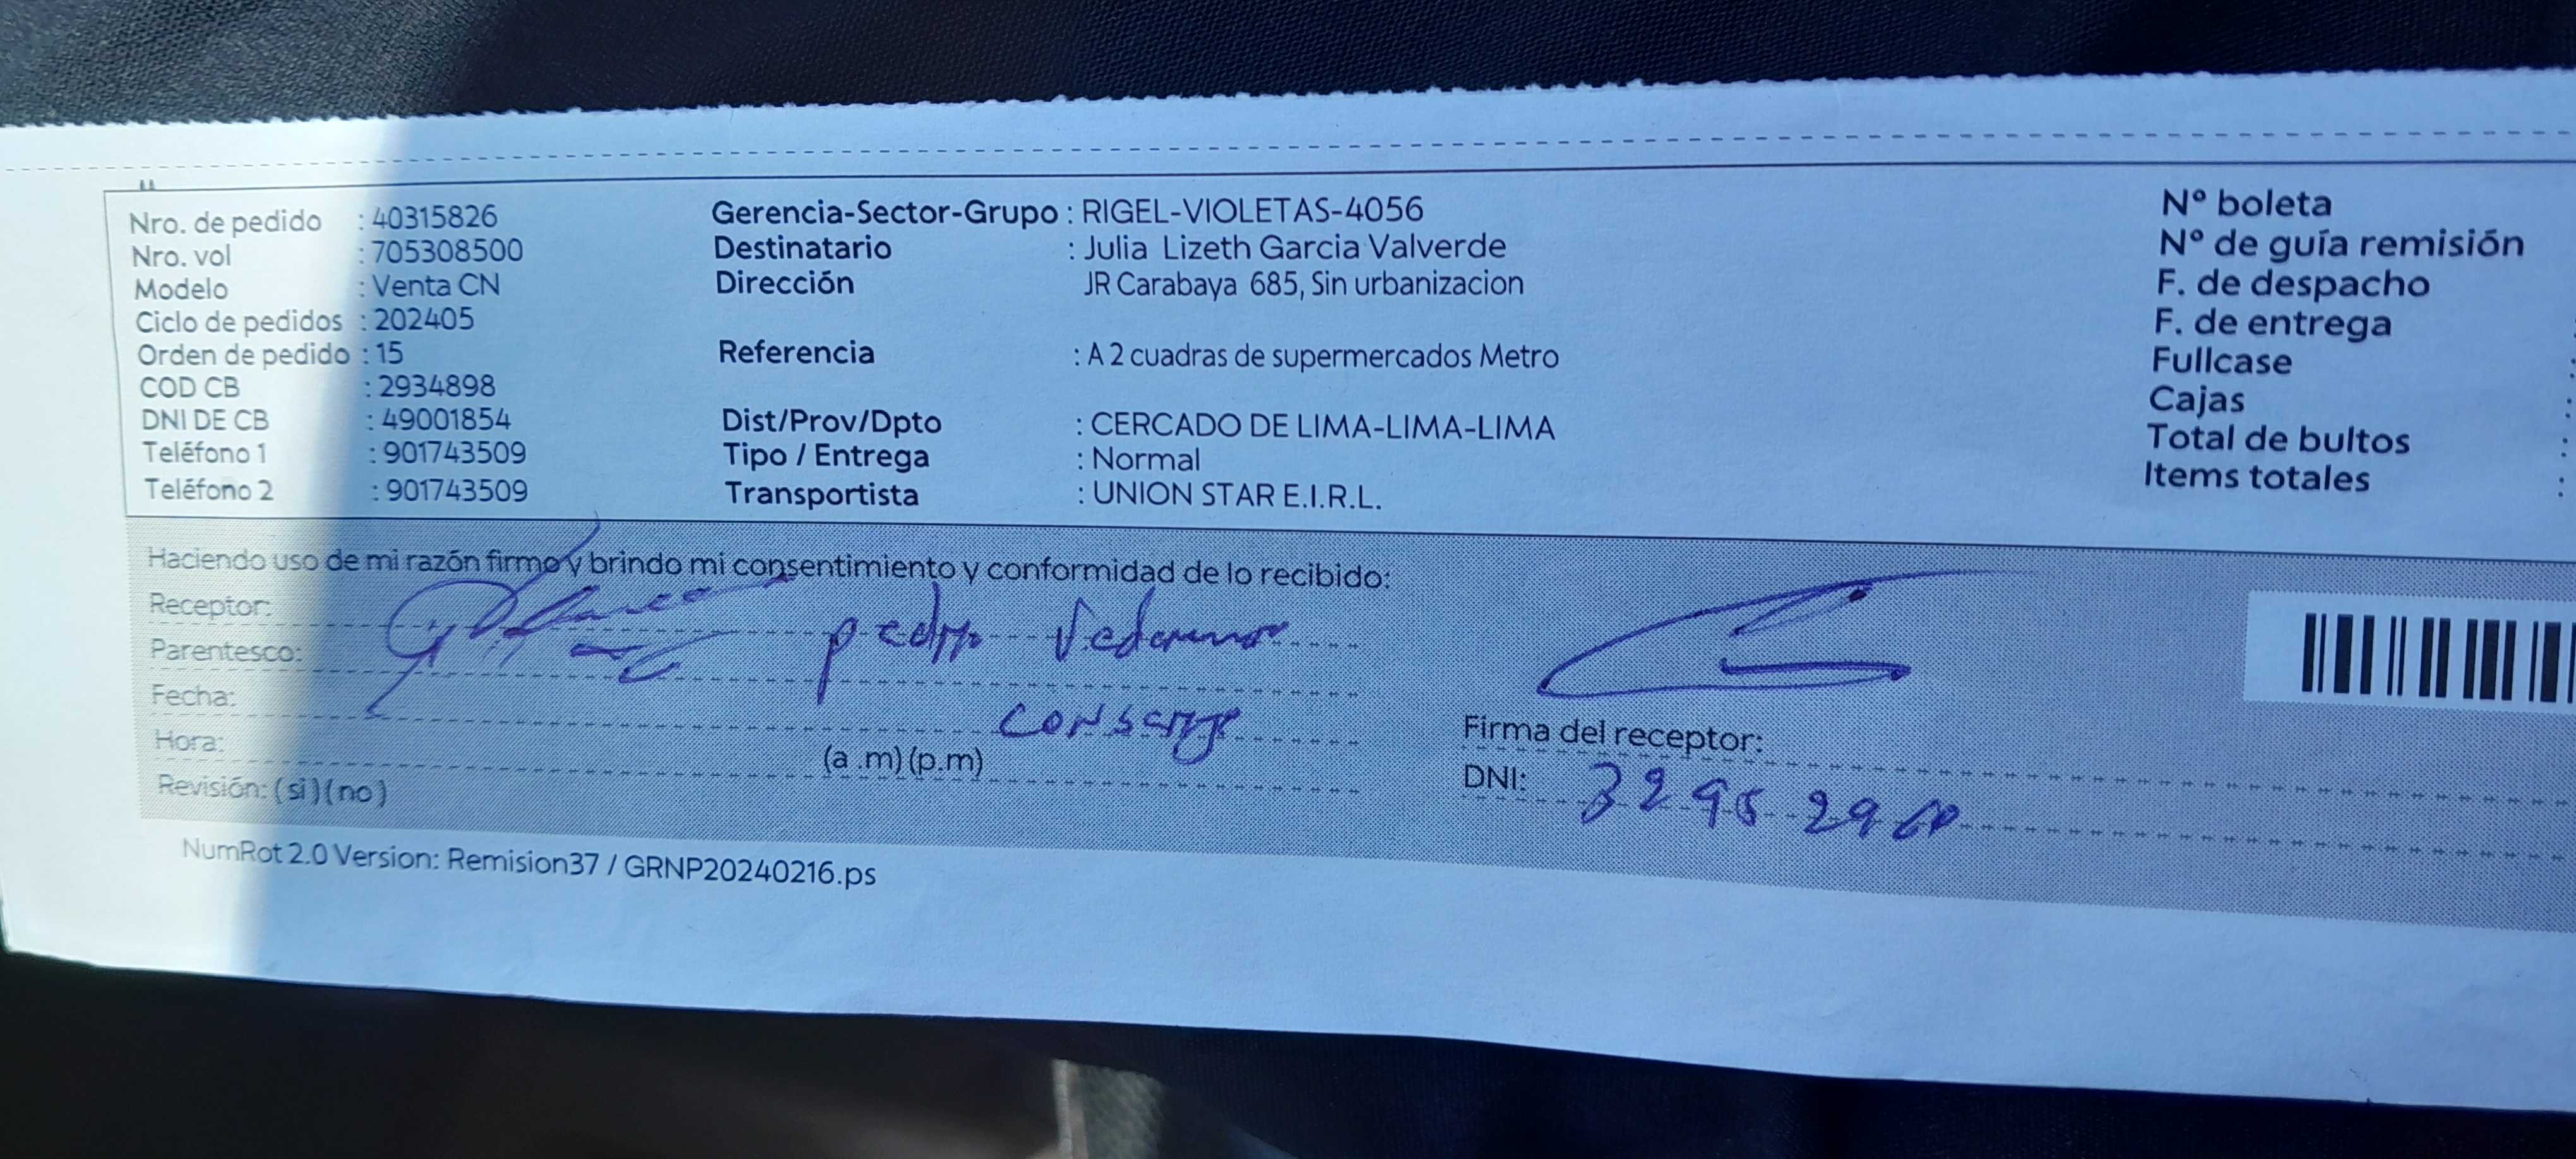 Nro. de pedido : 40315826
Nro. vol : 705308500
Modelo : Venta CN
Ciclo de pedidos : 202405
Orden de pedido : 15
COD CB : 2934898
DNI DE CB : 49001854
Teléfono 1 : 901743509
Teléfono 2 : 901743509
Gerencia-Sector-Grupo : RIGEL-VIOLETAS-4056
Destinatario : Julia Lizeth Garcia Valverde
Dirección JR Carabaya 685, Sin urbanizacion
Referencia : A 2 cuadras de supermercados Metro
Dist/Prov/Dpto : CERCADO DE LIMA-LIMA-LIMA
Tipo / Entrega : Normal
Transportista : UNION STAR E.I.R.L.
N° boleta
N° de guía remisión
F. de despacho
F. de entrega :
Fullcase :
Cajas :
Total de bultos :
Items totales :
Haciendo uso de mi razón firmo y brindo mi consentimiento y conformidad de lo recibido:
Receptor:
Parentesco: pedro
Fecha:
conserje
Hora: (a .m) (p.m)
Revisión: ( si ) ( no )
Firma del receptor:
DNI:
NumRot 2.0 Version: Remision37 / GRNP20240216.ps